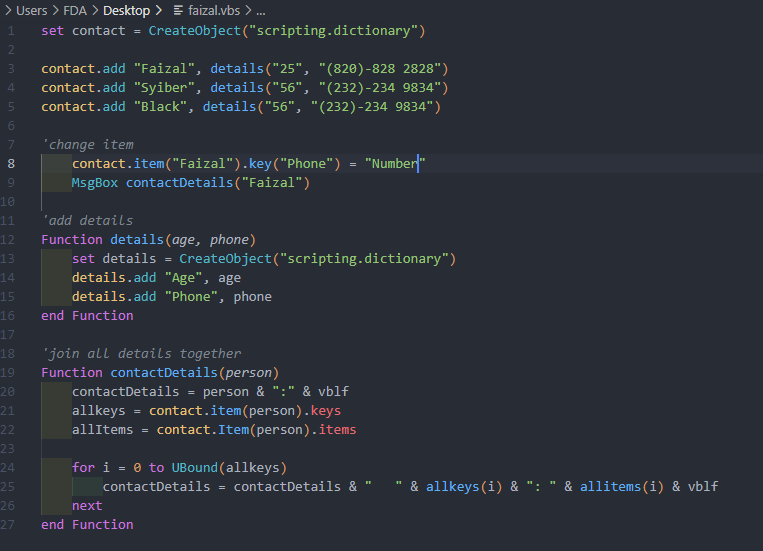 Users > FDA > Desktop > faizal.vbs > ...
1 set contact = CreateObject("scripting.dictionary")
2
3 contact.add "Faizal", details("25", "(820)-828 2828")
4 contact.add "Syiber", details("56", "(232)-234 9834")
5 contact.add "Black", details("56", "(232)-234 9834")
6
7 'change item
8     contact.item("Faizal").key("Phone") = "Number"
9     MsgBox contactDetails("Faizal")
10
11 'add details
12 Function details(age, phone)
13     set details = CreateObject("scripting.dictionary")
14     details.add "Age", age
15     details.add "Phone", phone
16 end Function
17
18 'join all details together
19 Function contactDetails(person)
20     contactDetails = person & ":" & vblf
21     allkeys = contact.item(person).keys
22     allItems = contact.Item(person).items
23
24     for i = 0 to UBound(allkeys)
25         contactDetails = contactDetails & "   " & allkeys(i) & ": " & allitems(i) & vblf
26     next
27 end Function